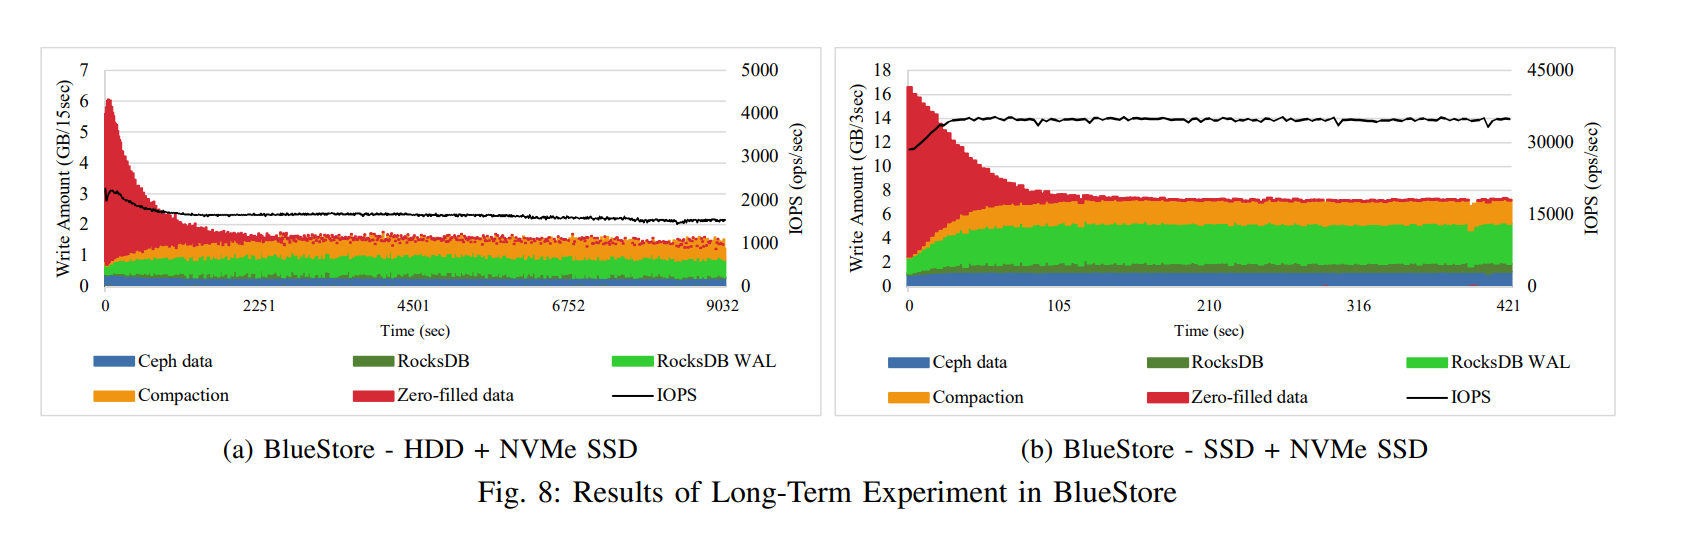 7
6
5
4
3
2
1
0
Write Amount (GB/15sec)
5000
4000
3000
2000
1000
0
IOPS (ops/sec)
0 2251 4501 6752 9032
Time (sec)
Ceph data RocksDB RocksDB WAL
Compaction Zero-filled data IOPS
(a) BlueStore - HDD + NVMe SSD
18
16
14
12
10
8
6
4
2
0
Write Amount (GB/3sec)
45000
30000
15000
0
IOPS (ops/sec)
0 105 210 316 421
Time (sec)
Ceph data RocksDB RocksDB WAL
Compaction Zero-filled data IOPS
(b) BlueStore - SSD + NVMe SSD
Fig. 8: Results of Long-Term Experiment in BlueStore